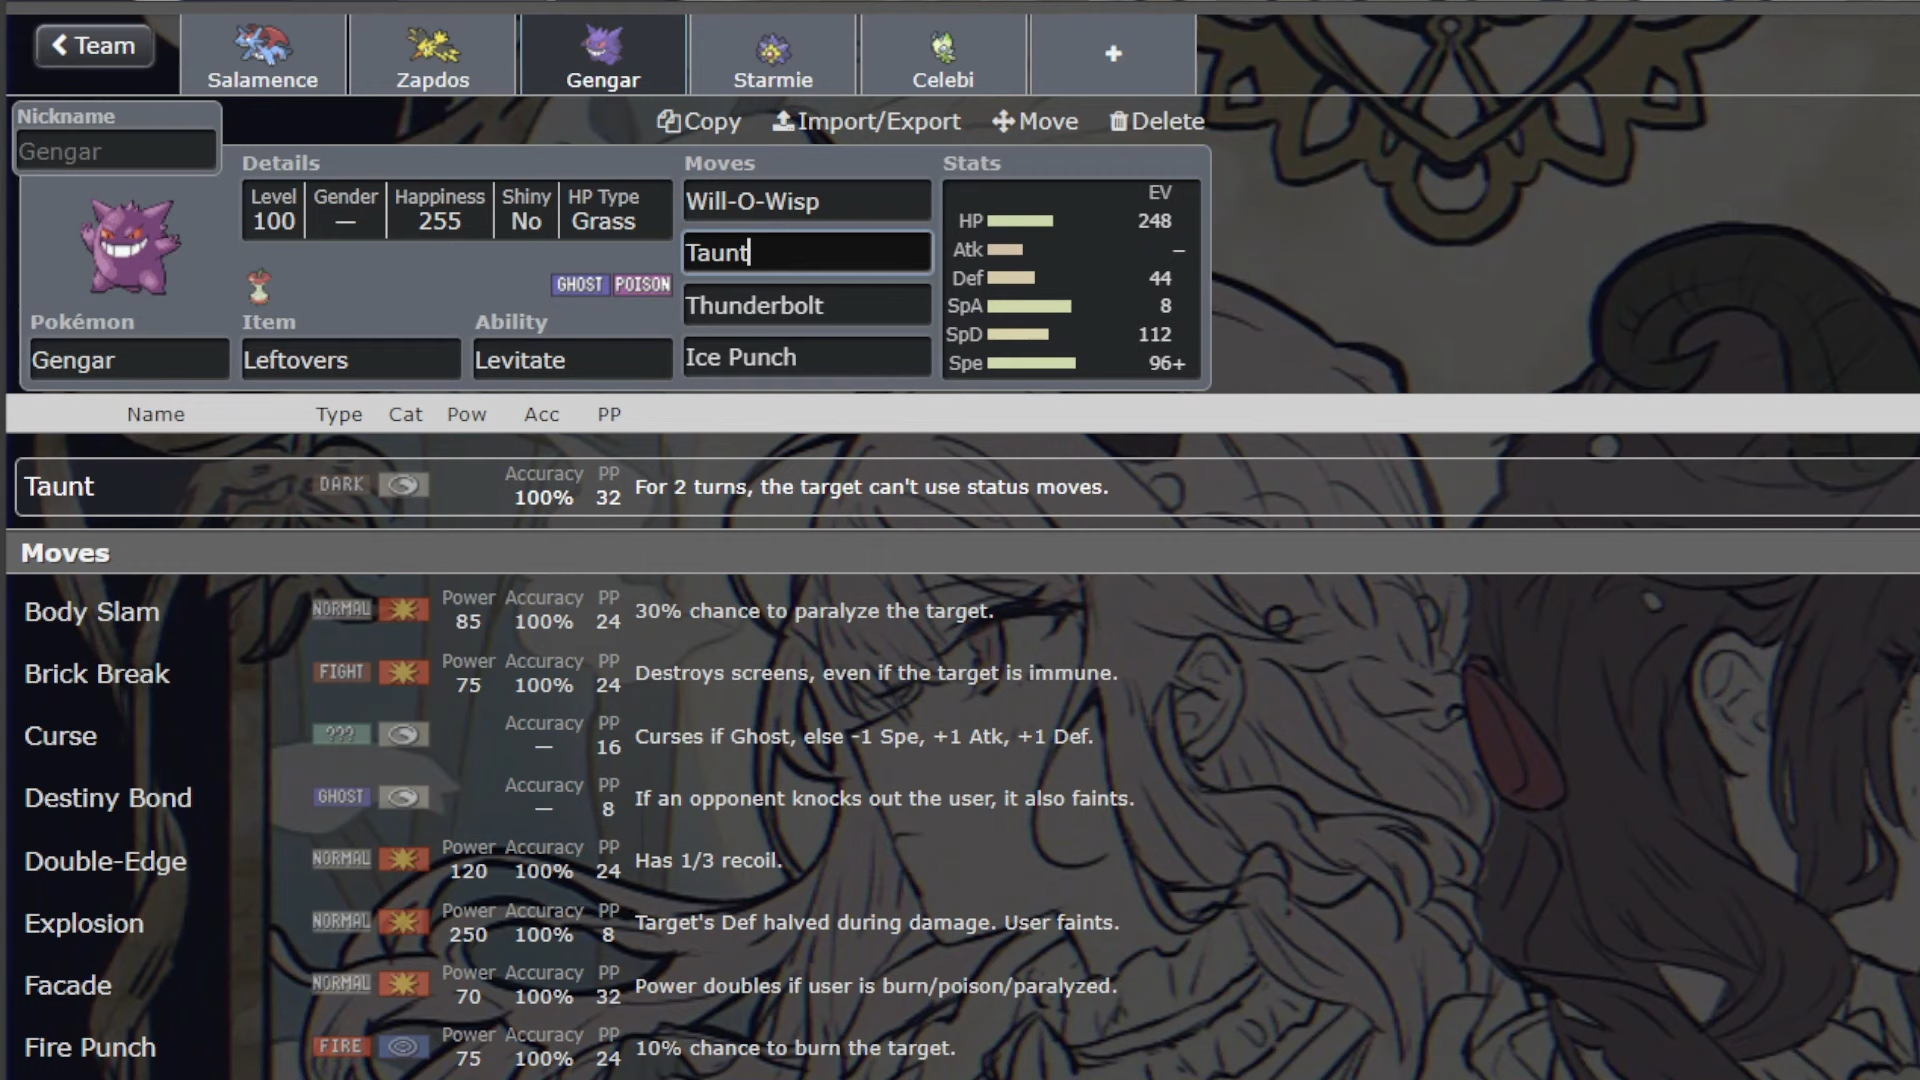 Team
Salamence
Zapdos
Gengar
Starmie
Celebi
+
Nickname
Gengar
Copy
Import/Export
Move
Delete
Details
Level
100
Gender
—
Happiness
255
Shiny
No
HP Type
Grass
GHOST POISON
Pokémon
Gengar
Item
Leftovers
Ability
Levitate
Moves
Will-O-Wisp
Taunt
Thunderbolt
Ice Punch
Stats
EV
HP 248
Atk –
Def 44
SpA 8
SpD 112
Spe 96+
Name Type Cat Pow Acc PP
Taunt DARK Accuracy 100% PP 32 For 2 turns, the target can't use status moves.
Moves
Body Slam NORMAL Power 85 Accuracy 100% PP 24 30% chance to paralyze the target.
Brick Break FIGHT Power 75 Accuracy 100% PP 24 Destroys screens, even if the target is immune.
Curse ??? Accuracy — PP 16 Curses if Ghost, else -1 Spe, +1 Atk, +1 Def.
Destiny Bond GHOST Accuracy — PP 8 If an opponent knocks out the user, it also faints.
Double-Edge NORMAL Power 120 Accuracy 100% PP 24 Has 1/3 recoil.
Explosion NORMAL Power 250 Accuracy 100% PP 8 Target's Def halved during damage. User faints.
Facade NORMAL Power 70 Accuracy 100% PP 32 Power doubles if user is burn/poison/paralyzed.
Fire Punch FIRE Power 75 Accuracy 100% PP 24 10% chance to burn the target.